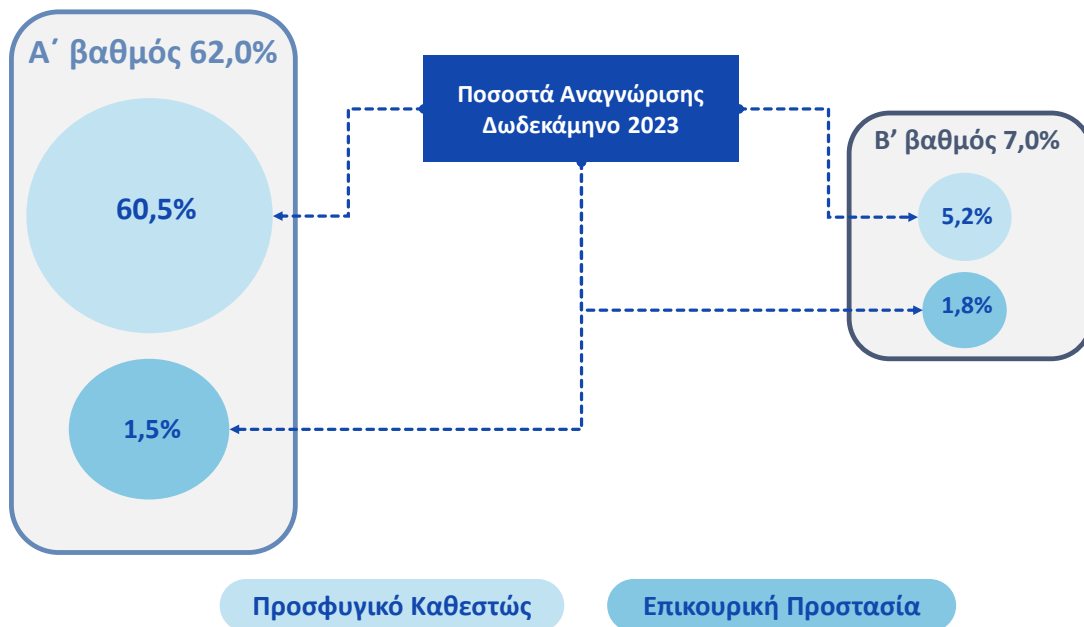 Α΄ βαθμός 62,0%
60,5%
1,5%
Ποσοστά Αναγνώρισης
Δωδεκάμηνο 2023
Β’ βαθμός 7,0%
5,2%
1,8%
Προσφυγικό Καθεστώς
Επικουρική Προστασία